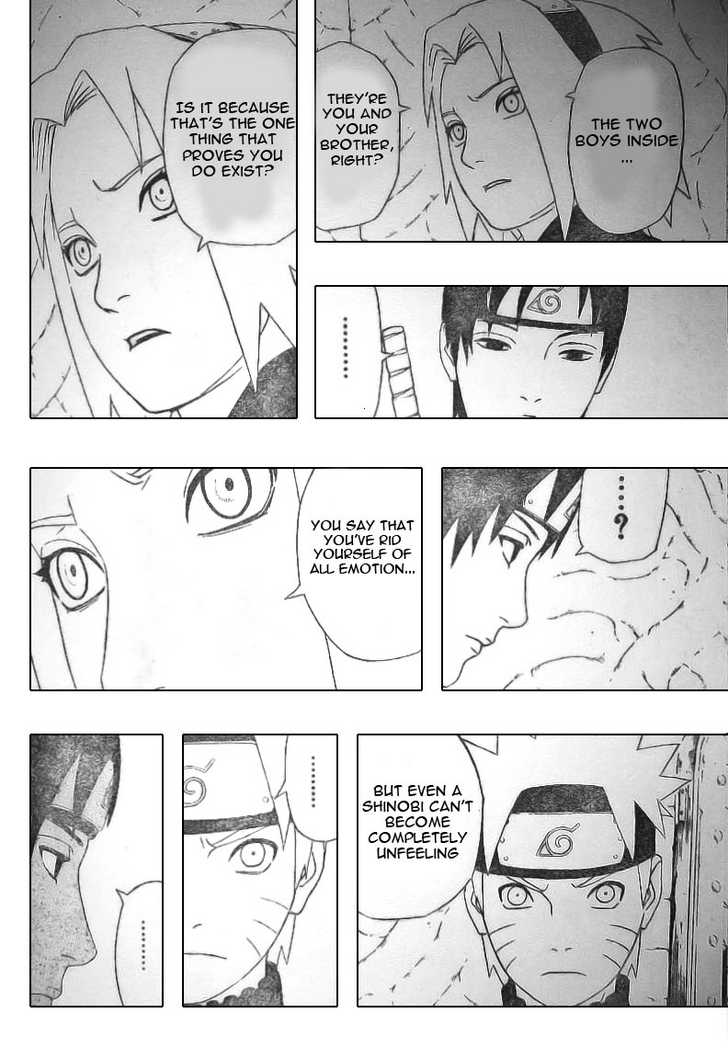 THE TWO
BOYS INSIDE
...
THEY'RE
YOU AND
YOUR
BROTHER,
RIGHT?
........
IS IT BECAUSE
THAT'S THE ONE
THING THAT
PROVES YOU
DO EXIST?
.....?
YOU SAY THAT
YOU'VE RID
YOURSELF OF
ALL EMOTION...
BUT EVEN A
SHINOBI CAN'T
BECOME
COMPLETELY
UNFEELING
........
........